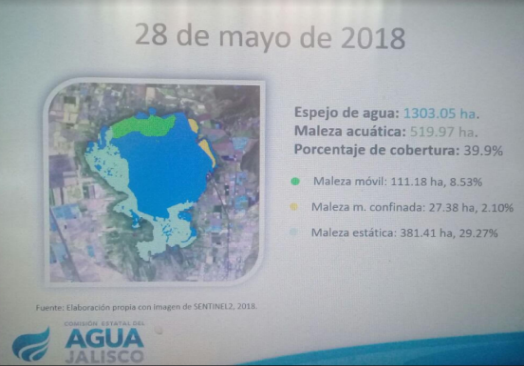 28 de mayo de 2018
Espejo de agua: 1303.05 ha.
Maleza acuática: 519.97 ha.
Porcentaje de cobertura: 39.9%
Maleza móvil: 111.18 ha, 8.53%
Maleza m. confinada: 27.38 ha, 2.10%
Maleza estática: 381.41 ha, 29.27%
Fuente: Elaboración propia con imagen de SENTINEL2, 2018.
COMISIÓN ESTATAL DEL
AGUA
JALISCO